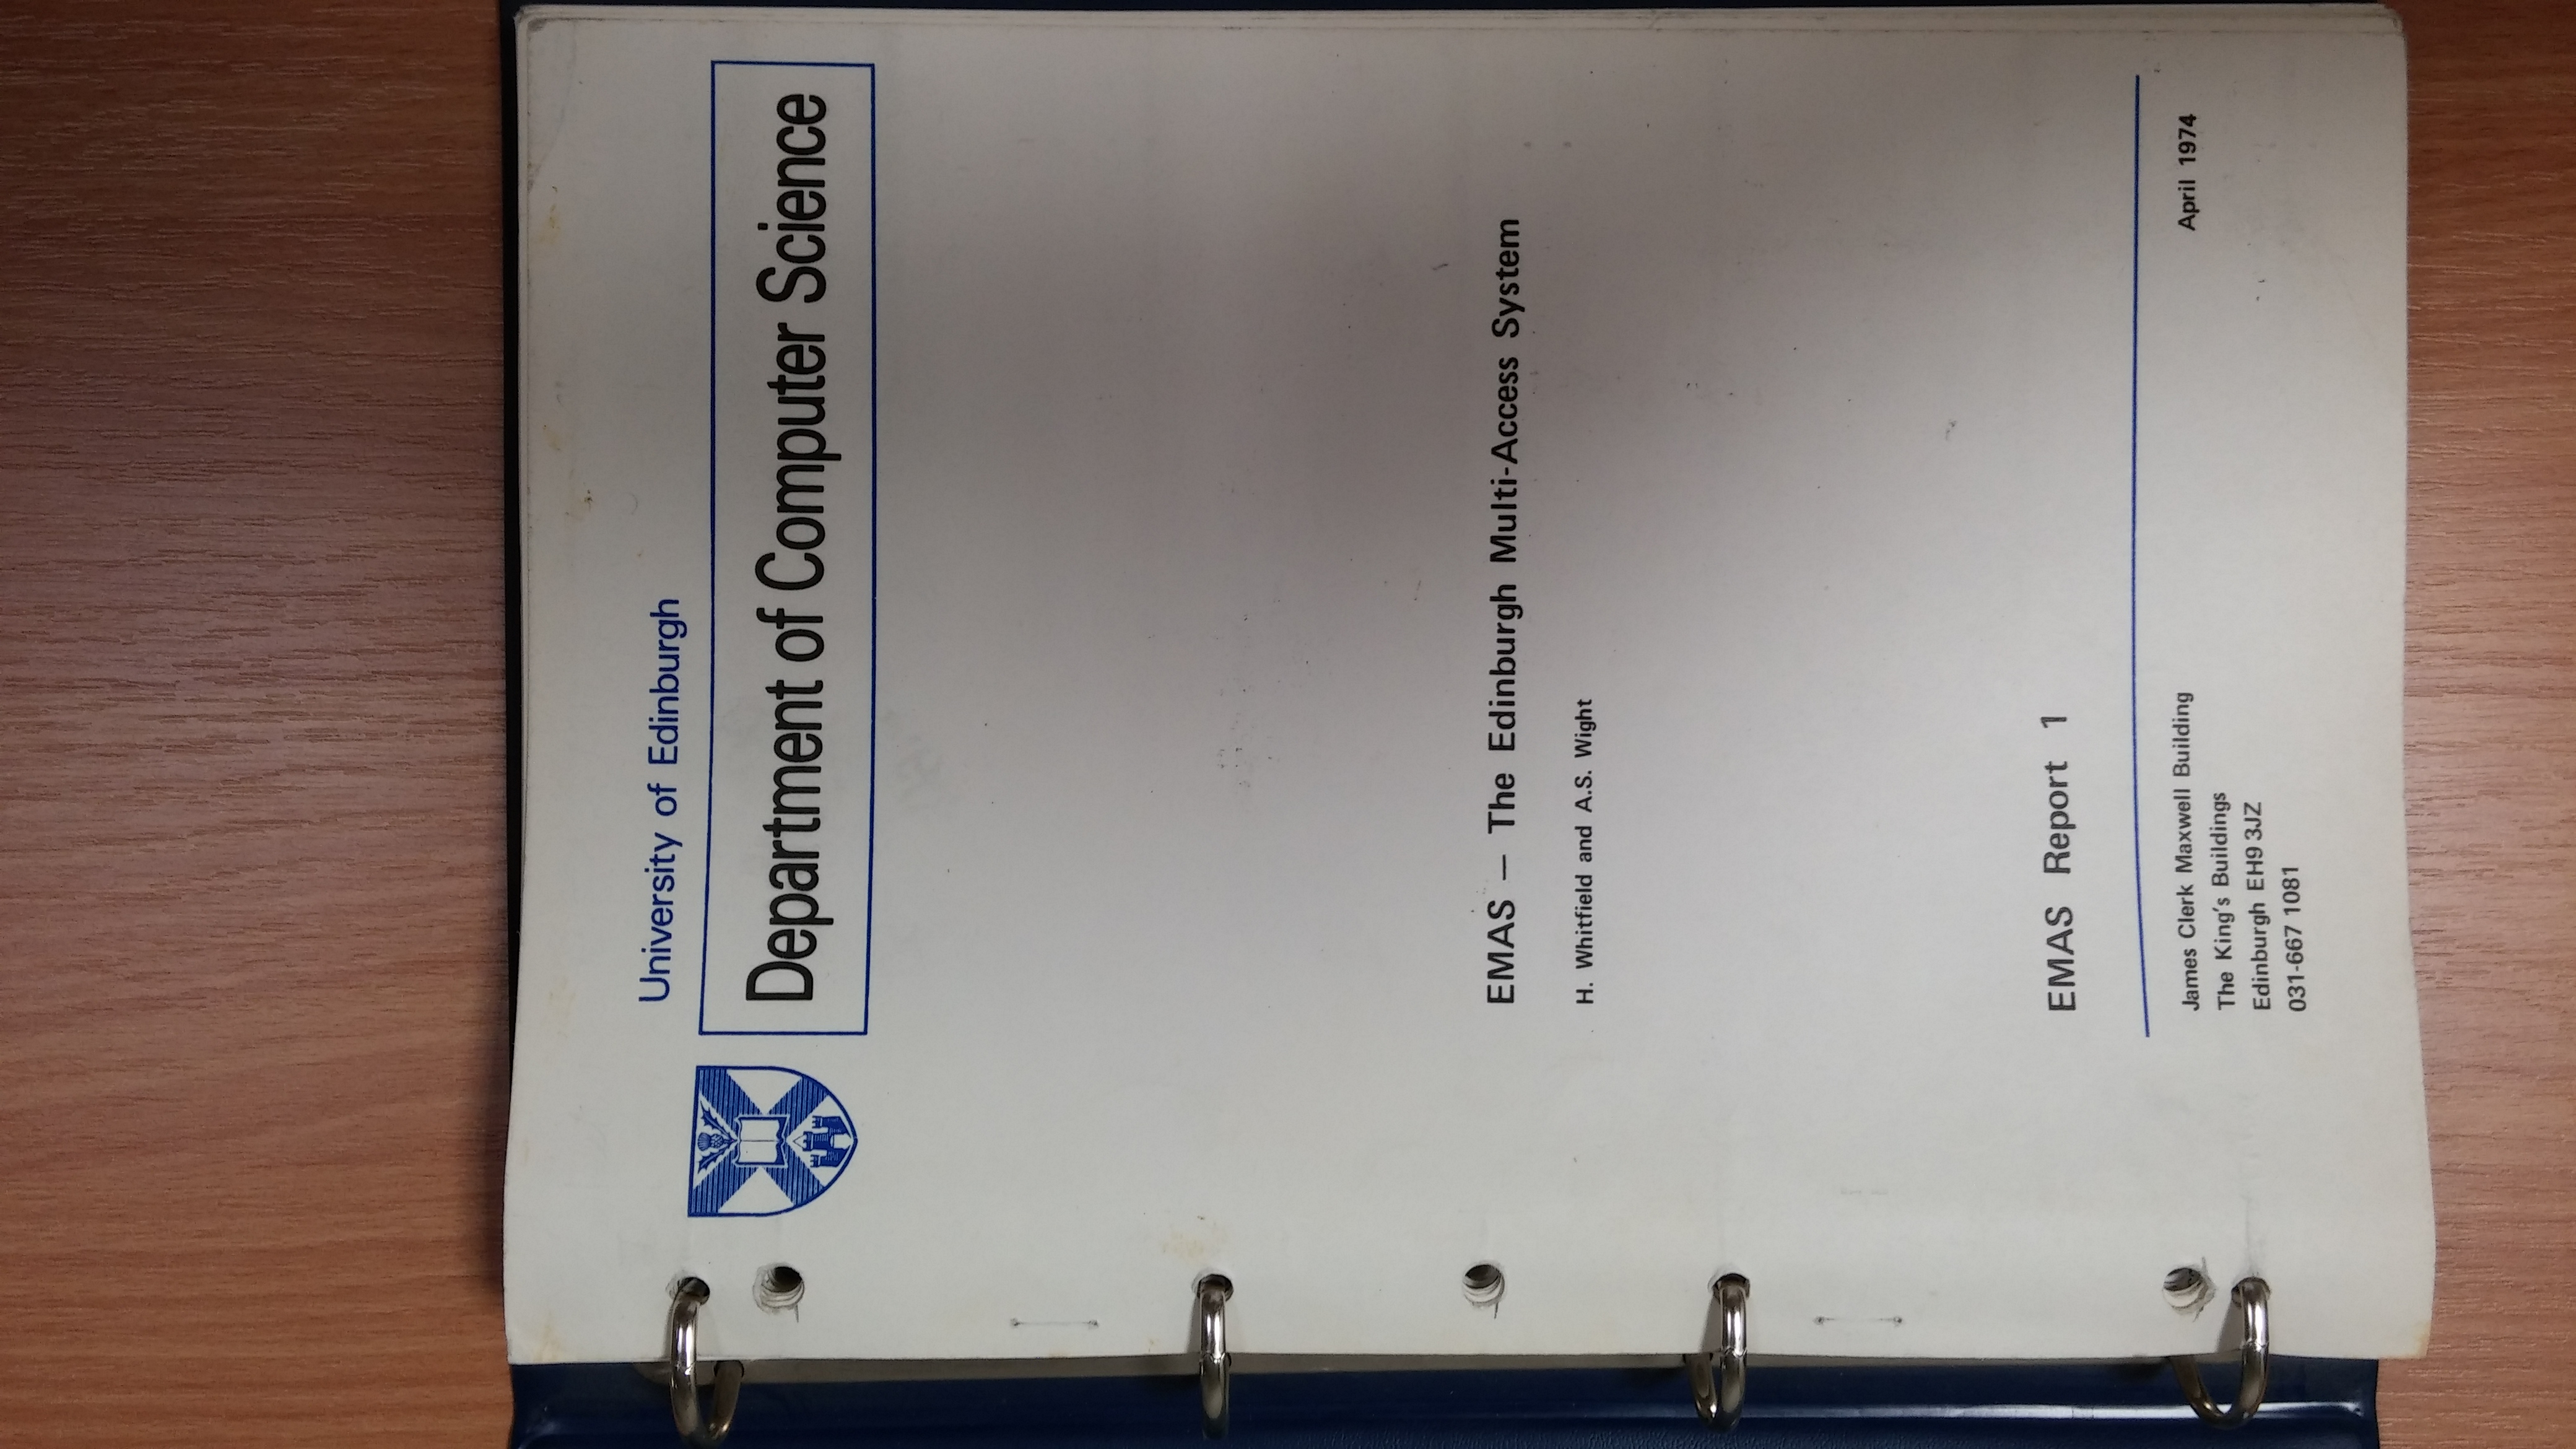 University of Edinburgh
Department of Computer Science
EMAS — The Edinburgh Multi-Access System
H. Whitfield and A.S. Wight
EMAS Report 1
James Clerk Maxwell Building
The King's Buildings
Edinburgh EH9 3JZ
031-667 1081
April 1974